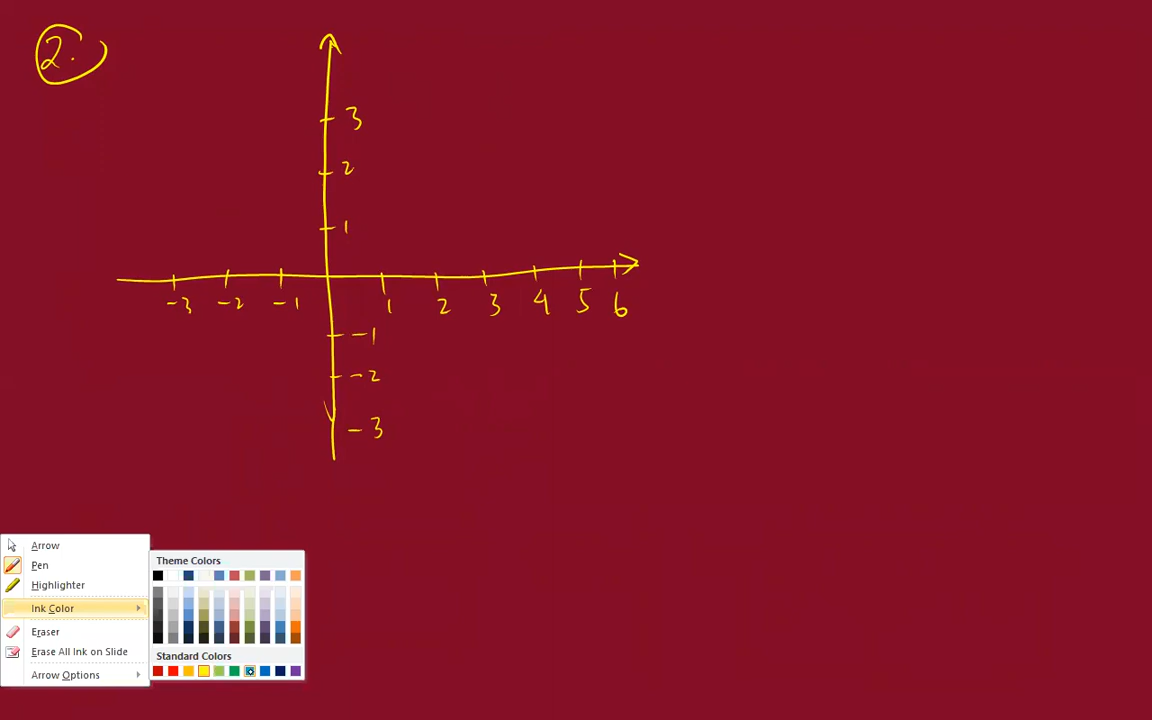 2.
3
2
1
-3 -2 -1 1 2 3 4 5 6
-1
-2
-3
Arrow
Pen
Highlighter
Ink Color
Eraser
Erase All Ink on Slide
Arrow Options
Theme Colors
Standard Colors